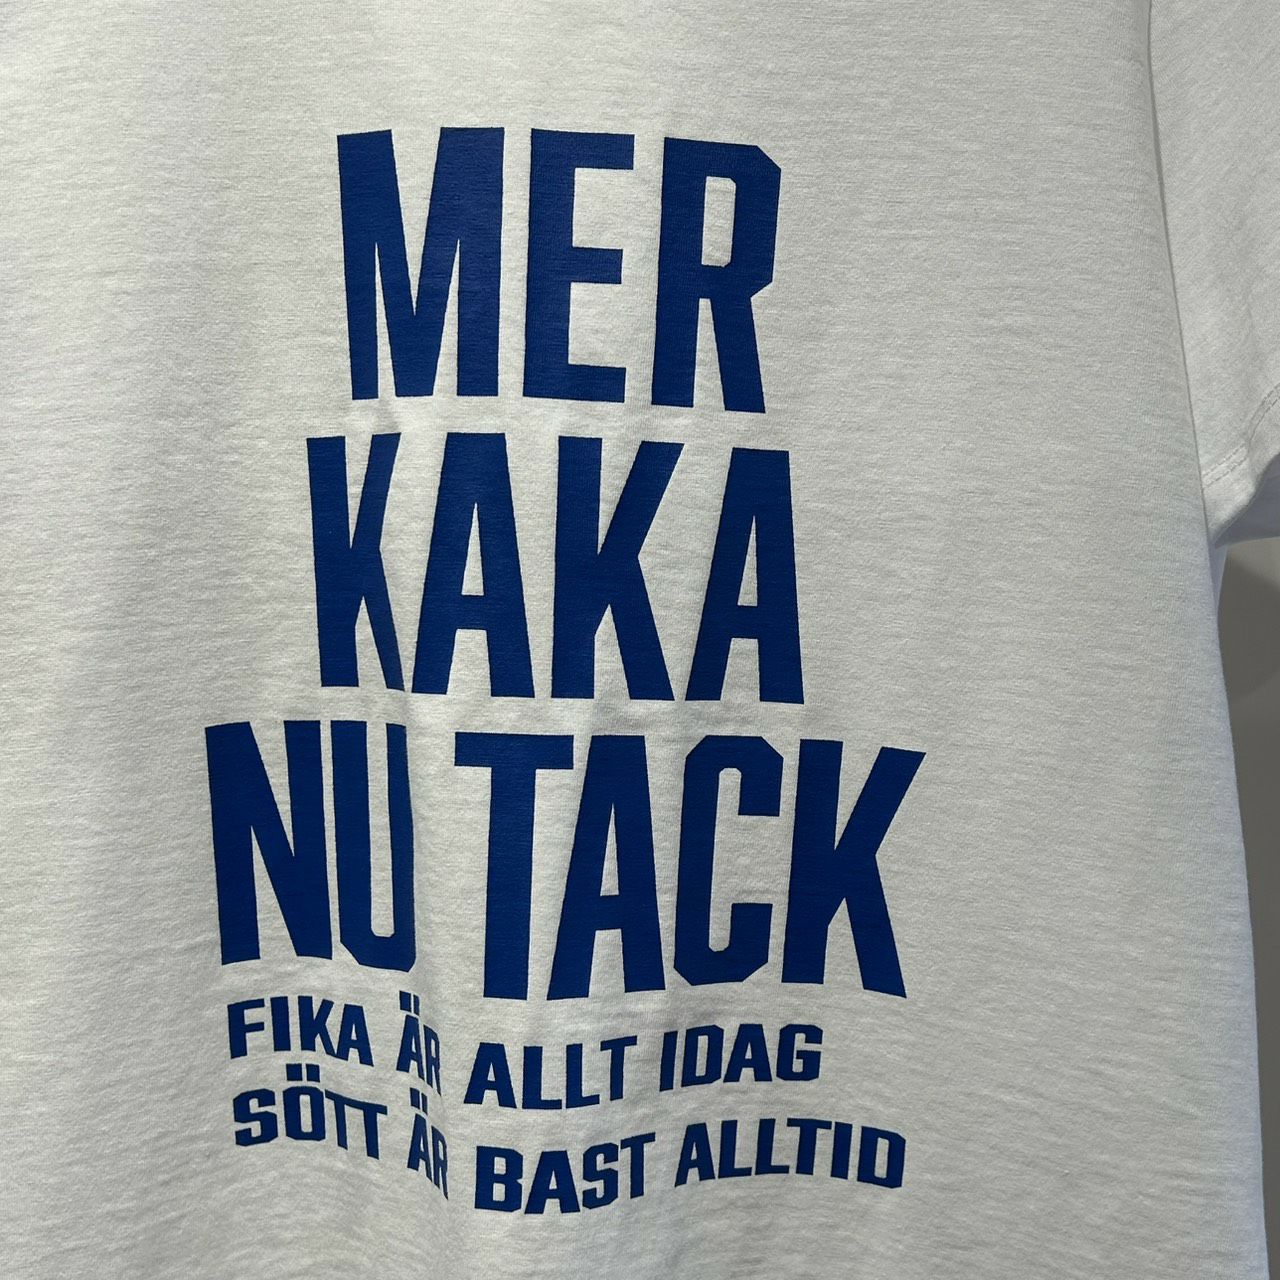 MER
KAKA
NU TACK
FIKA ÄR ALLT IDAG
SÖTT ÄR BAST ALLTID